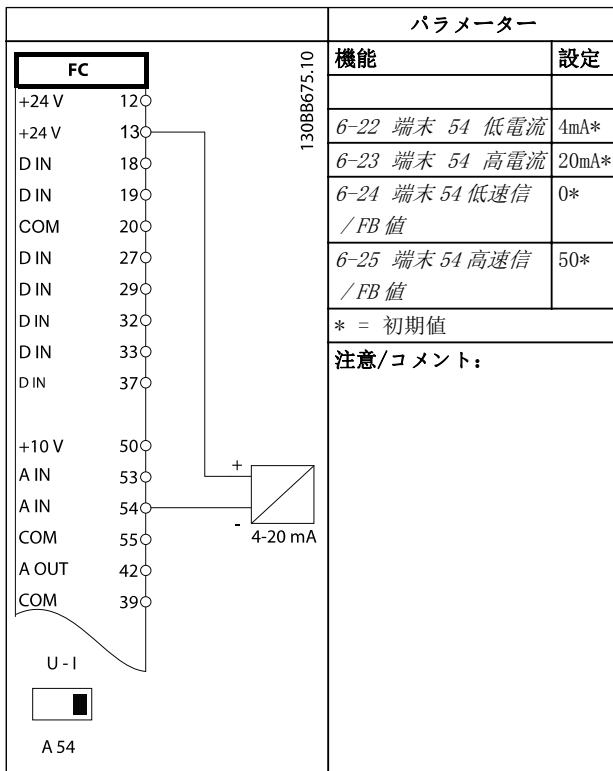 パラメーター
機能 設定
6-22 端末 54 低電流 4mA*
6-23 端末 54 高電流 20mA*
6-24 端末 54 低速信 0*
/FB 値
6-25 端末 54 高速信 50*
/FB 値
* = 初期値
注意/コメント:
FC
130BB675.10
+24 V 12
+24 V 13
D IN 18
D IN 19
COM 20
D IN 27
D IN 29
D IN 32
D IN 33
D IN 37
+10 V 50
A IN 53
A IN 54
COM 55
A OUT 42
COM 39
+
-
4-20 mA
U - I
A 54